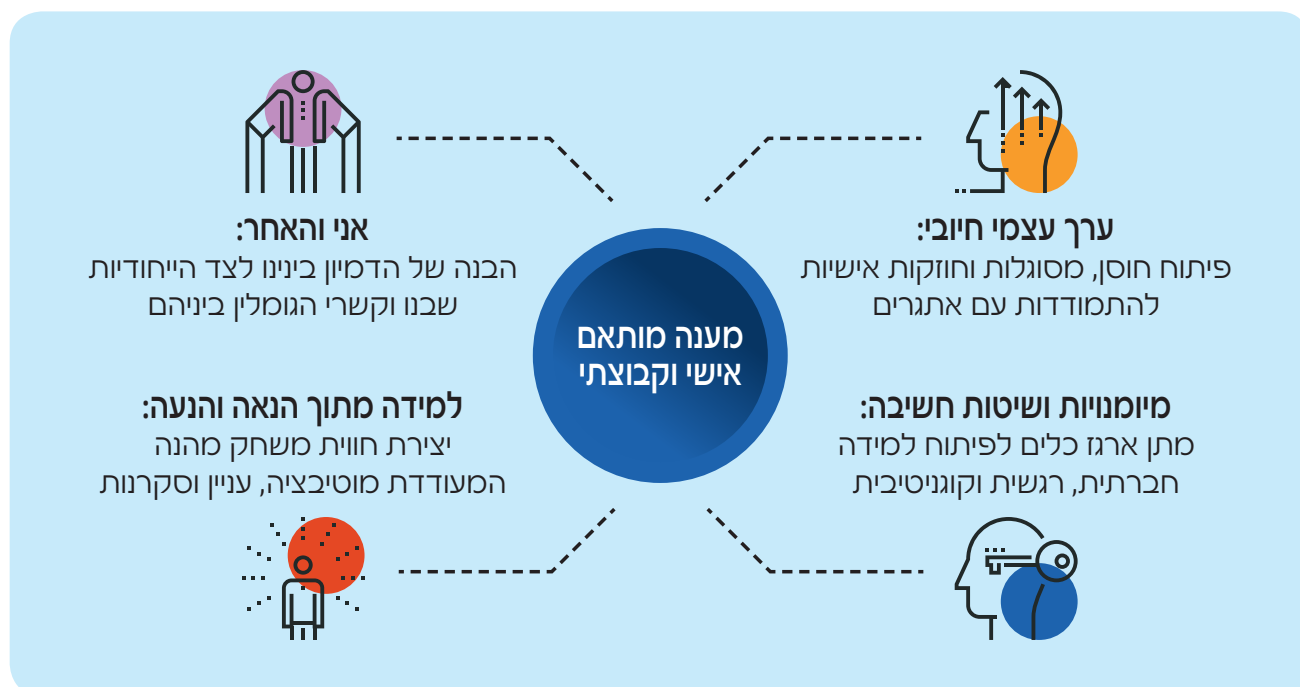 ערך עצמי חיובי:
פיתוח חוסן, מסוגלות וחוזקות אישיות
להתמודדות עם אתגרים
אני והאחר:
הבנה של הדמיון בינינו לצד הייחודיות
שבנו וקשרי הגומלין ביניהם
מענה מותאם
אישי וקבוצתי
מיומנויות ושיטות חשיבה:
מתן ארגז כלים לפיתוח למידה
חברתית, רגשית וקוגניטיבית
למידה מתוך הנאה והנעה:
יצירת חווית משחק מהנה
המעודדת מוטיבציה, עניין וסקרנות